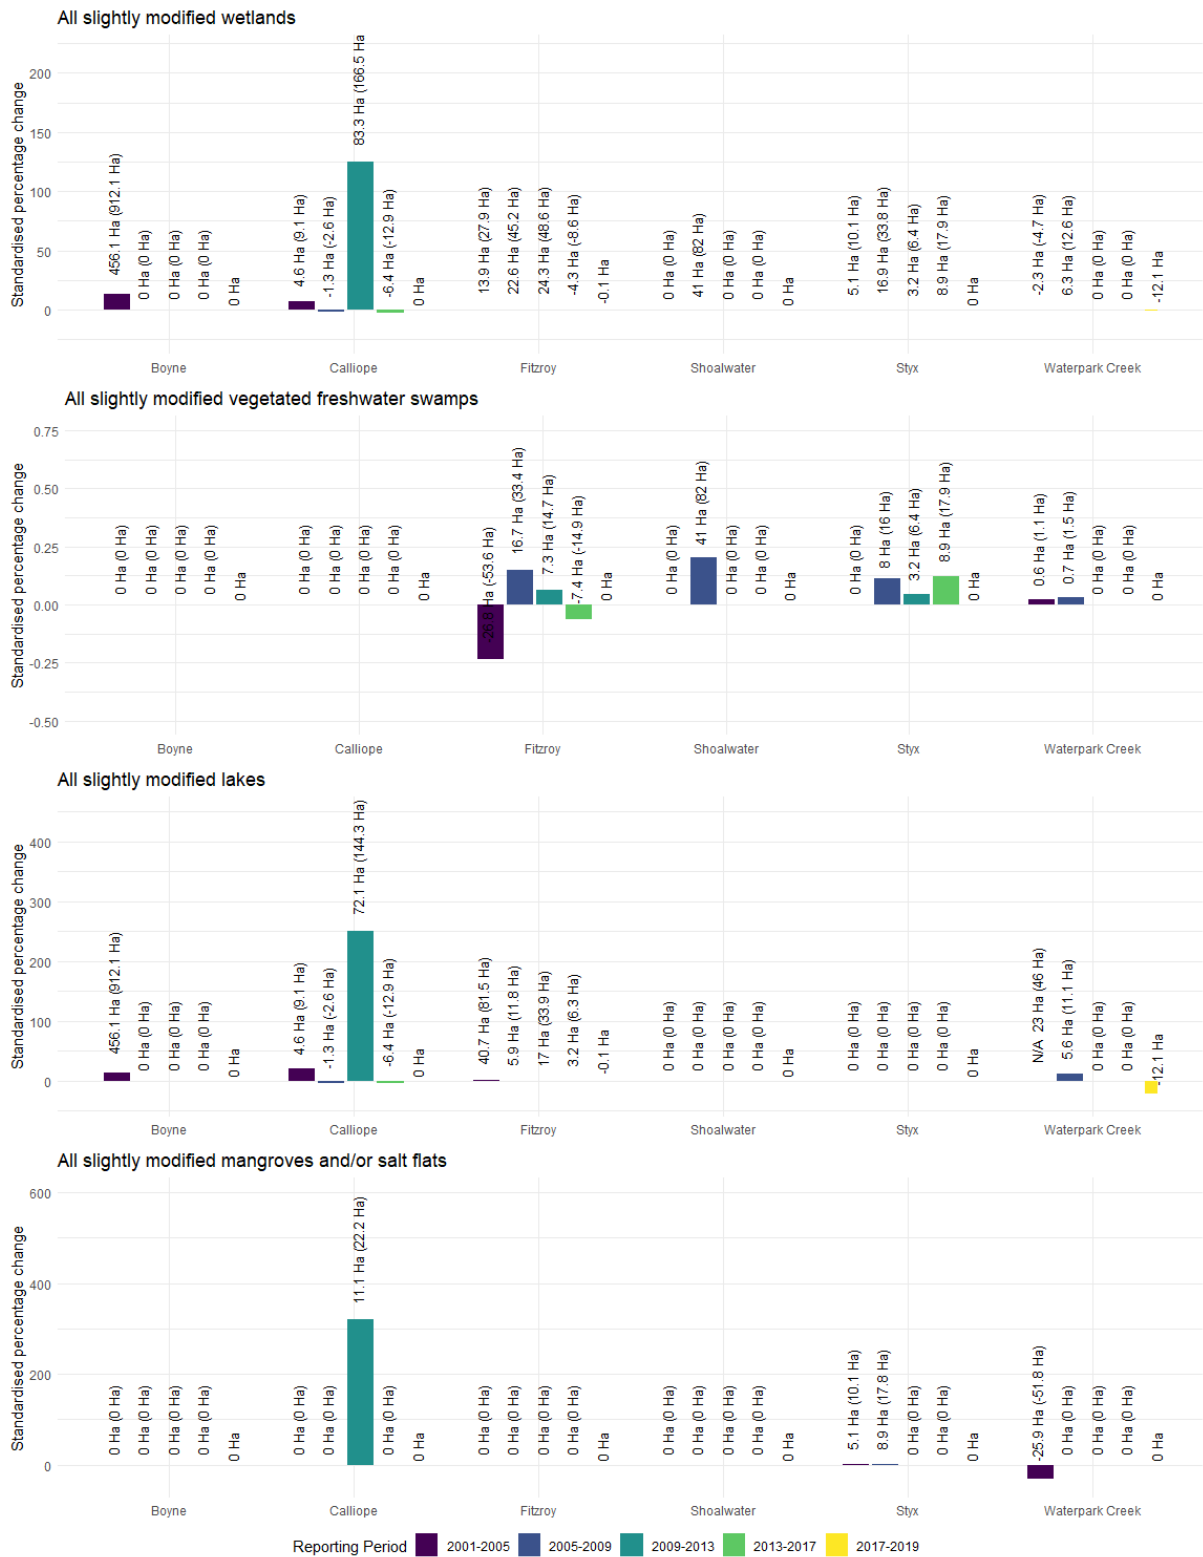 All slightly modified wetlands
Standardised percentage change
200
150
100
50
0
456.1 Ha (912.1 Ha)
0 Ha (0 Ha)
0 Ha (0 Ha)
0 Ha (0 Ha)
0 Ha
4.6 Ha (9.1 Ha)
-1.3 Ha (-2.6 Ha)
83.3 Ha (166.5 Ha
-6.4 Ha (-12.9 Ha)
0 Ha
13.9 Ha (27.9 Ha)
22.6 Ha (45.2 Ha)
24.3 Ha (48.6 Ha)
-4.3 Ha (-8.6 Ha)
-0.1 Ha
0 Ha (0 Ha)
41 Ha (82 Ha)
0 Ha (0 Ha)
0 Ha (0 Ha)
0 Ha
5.1 Ha (10.1 Ha)
16.9 Ha (33.8 Ha)
3.2 Ha (6.4 Ha)
8.9 Ha (17.9 Ha)
0 Ha
-2.3 Ha (-4.7 Ha)
6.3 Ha (12.6 Ha)
0 Ha (0 Ha)
0 Ha (0 Ha)
-12.1 Ha
Boyne
Calliope
Fitzroy
Shoalwater
Styx
Waterpark Creek
All slightly modified vegetated freshwater swamps
Standardised percentage change
0.75
0.50
0.25
0.00
-0.25
-0.50
0 Ha (0 Ha)
0 Ha (0 Ha)
0 Ha (0 Ha)
0 Ha (0 Ha)
0 Ha
0 Ha (0 Ha)
0 Ha (0 Ha)
0 Ha (0 Ha)
0 Ha (0 Ha)
0 Ha
-26.8 Ha (-53.6 Ha)
16.7 Ha (33.4 Ha)
7.3 Ha (14.7 Ha)
-7.4 Ha (-14.9 Ha)
0 Ha
0 Ha (0 Ha)
41 Ha (82 Ha)
0 Ha (0 Ha)
0 Ha (0 Ha)
0 Ha
0 Ha (0 Ha)
8 Ha (16 Ha)
3.2 Ha (6.4 Ha)
8.9 Ha (17.9 Ha)
0 Ha
0.6 Ha (1.1 Ha)
0.7 Ha (1.5 Ha)
0 Ha (0 Ha)
0 Ha (0 Ha)
0 Ha
Boyne
Calliope
Fitzroy
Shoalwater
Styx
Waterpark Creek
All slightly modified lakes
Standardised percentage change
400
300
200
100
0
456.1 Ha (912.1 Ha)
0 Ha (0 Ha)
0 Ha (0 Ha)
0 Ha (0 Ha)
0 Ha
4.6 Ha (9.1 Ha)
-1.3 Ha (-2.6 Ha)
72.1 Ha (144.3 Ha)
-6.4 Ha (-12.9 Ha)
0 Ha
40.7 Ha (81.5 Ha)
5.9 Ha (11.8 Ha)
17 Ha (33.9 Ha)
3.2 Ha (6.3 Ha)
-0.1 Ha
0 Ha (0 Ha)
0 Ha (0 Ha)
0 Ha (0 Ha)
0 Ha (0 Ha)
0 Ha
0 Ha (0 Ha)
0 Ha (0 Ha)
0 Ha (0 Ha)
0 Ha (0 Ha)
0 Ha
N/A 23 Ha (46 Ha)
5.6 Ha (11.1 Ha)
0 Ha (0 Ha)
0 Ha (0 Ha)
-12.1 Ha
Boyne
Calliope
Fitzroy
Shoalwater
Styx
Waterpark Creek
All slightly modified mangroves and/or salt flats
Standardised percentage change
600
400
200
0
0 Ha (0 Ha)
0 Ha (0 Ha)
0 Ha (0 Ha)
0 Ha (0 Ha)
0 Ha
0 Ha (0 Ha)
0 Ha (0 Ha)
11.1 Ha (22.2 Ha)
0 Ha (0 Ha)
0 Ha
0 Ha (0 Ha)
0 Ha (0 Ha)
0 Ha (0 Ha)
0 Ha (0 Ha)
0 Ha
0 Ha (0 Ha)
0 Ha (0 Ha)
0 Ha (0 Ha)
0 Ha (0 Ha)
0 Ha
5.1 Ha (10.1 Ha)
8.9 Ha (17.8 Ha)
0 Ha (0 Ha)
0 Ha (0 Ha)
0 Ha
-25.9 Ha (-51.8 Ha)
0 Ha (0 Ha)
0 Ha (0 Ha)
0 Ha (0 Ha)
0 Ha
Boyne
Calliope
Fitzroy
Shoalwater
Styx
Waterpark Creek
Reporting Period 2001-2005 2005-2009 2009-2013 2013-2017 2017-2019